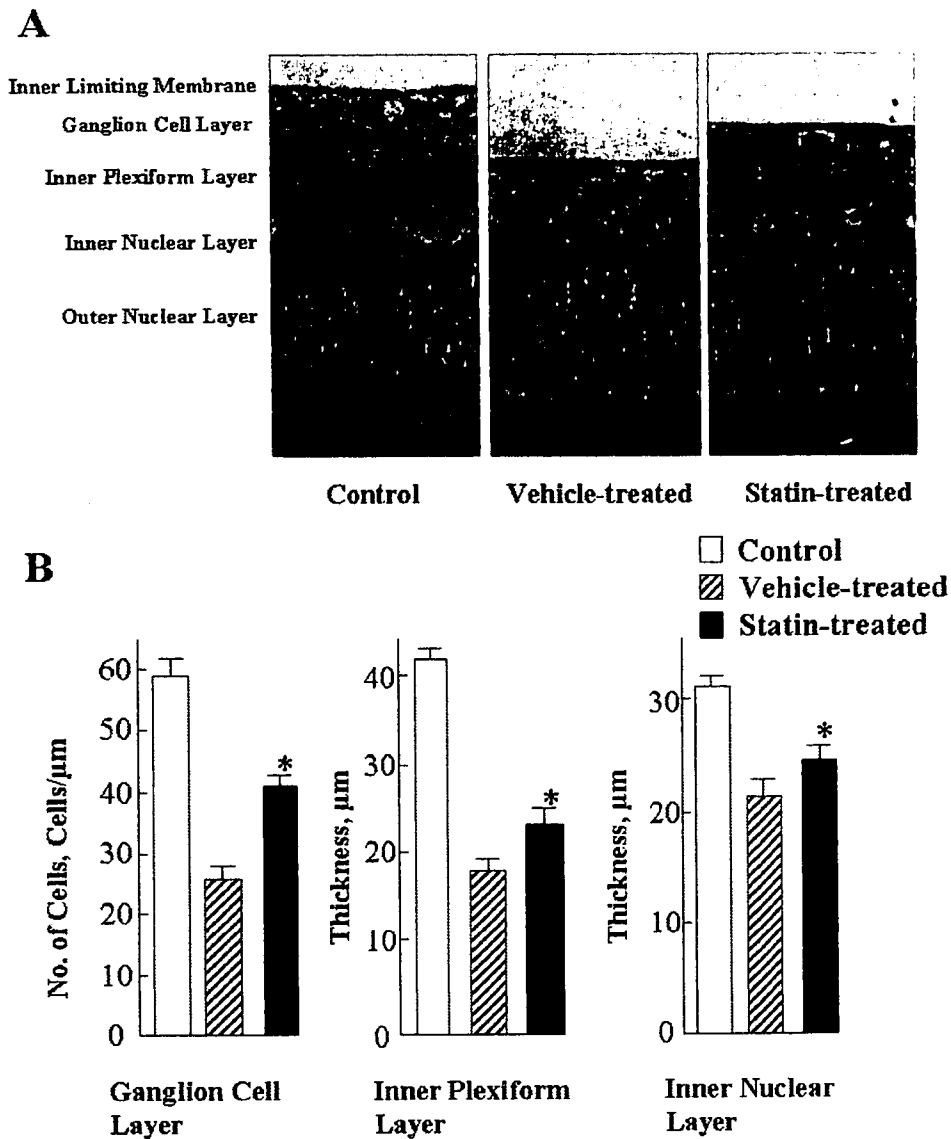 A
Inner Limiting Membrane
Ganglion Cell Layer
Inner Plexiform Layer
Inner Nuclear Layer
Outer Nuclear Layer
Control
Vehicle-treated
Statin-treated
B
Control
Vehicle-treated
Statin-treated
No. of Cells, Cells/µm
60
50
40
30
20
10
0
*
Ganglion Cell
Layer
Thickness, µm
40
30
20
10
0
*
Inner Plexiform
Layer
Thickness, µm
30
20
10
0
*
Inner Nuclear
Layer